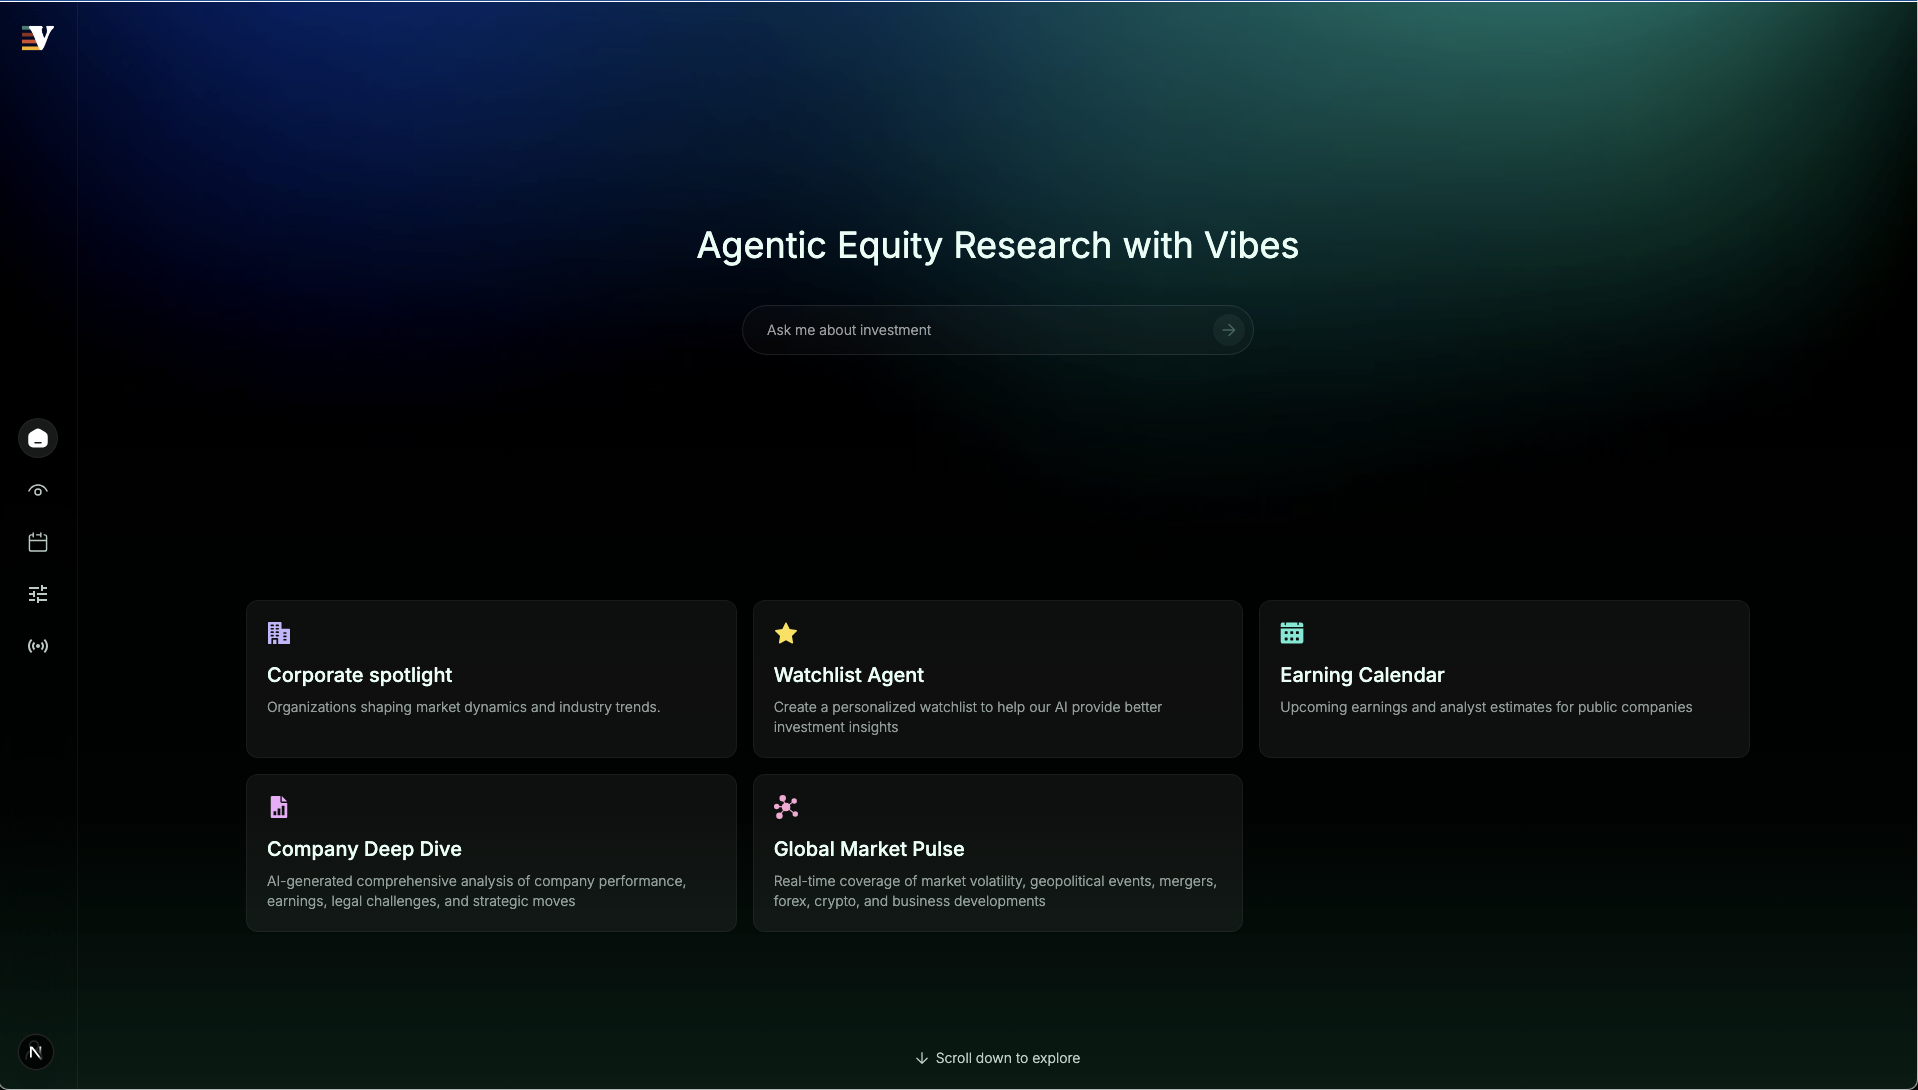 V
Agentic Equity Research with Vibes
Ask me about investment
Corporate spotlight
Organizations shaping market dynamics and industry trends.
Watchlist Agent
Create a personalized watchlist to help our AI provide better
investment insights
Earning Calendar
Upcoming earnings and analyst estimates for public companies
Company Deep Dive
AI-generated comprehensive analysis of company performance,
earnings, legal challenges, and strategic moves
Global Market Pulse
Real-time coverage of market volatility, geopolitical events, mergers,
forex, crypto, and business developments
N
Scroll down to explore